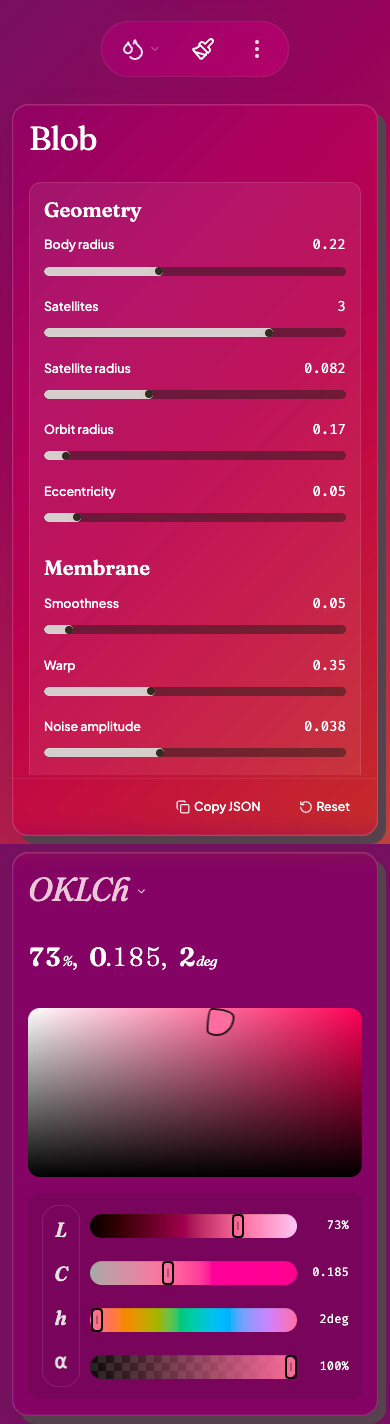 Blob
Geometry
Body radius 0.22
Satellites 3
Satellite radius 0.082
Orbit radius 0.17
Eccentricity 0.05
Membrane
Smoothness 0.05
Warp 0.35
Noise amplitude 0.038
Copy JSON Reset
OKLCh
73%, 0.185, 2deg
L 73%
C 0.185
h 2deg
α 100%